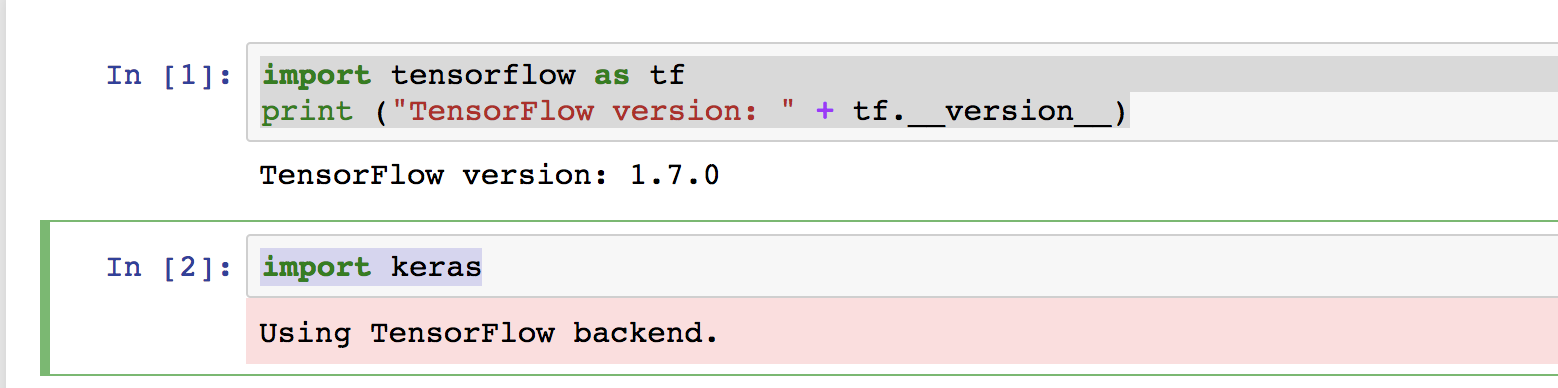 In [1]: import tensorflow as tf
print ("TensorFlow version: " + tf.__version__)
TensorFlow version: 1.7.0
In [2]: import keras
Using TensorFlow backend.